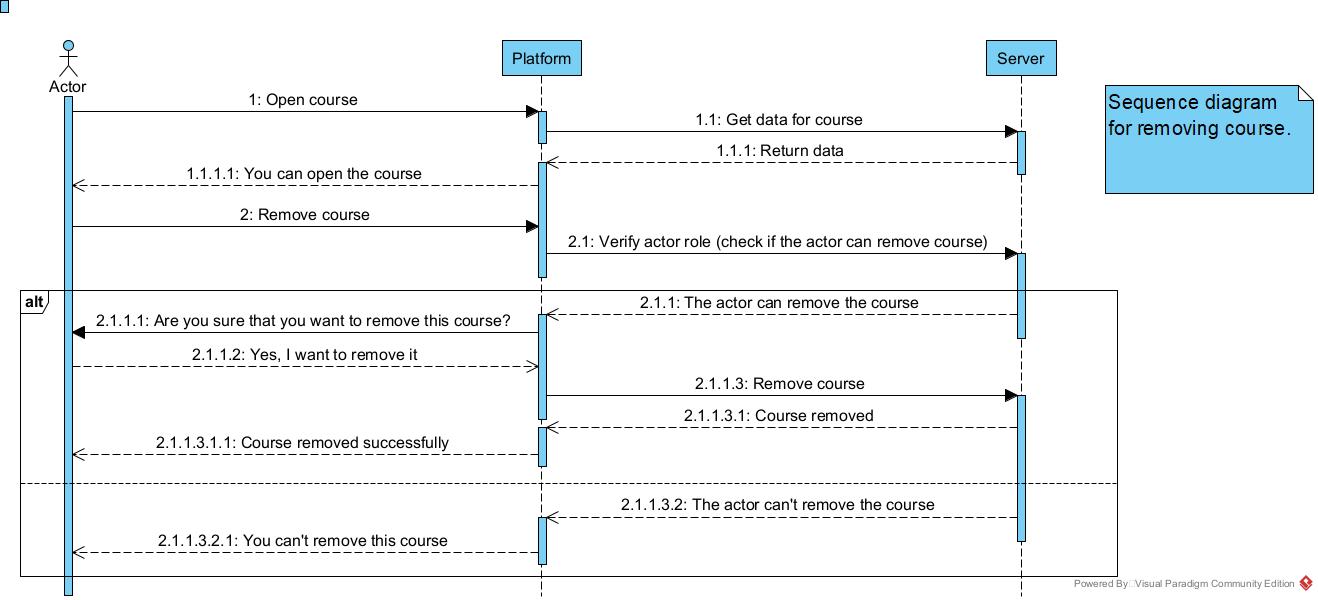 Platform
Server
Actor
Sequence diagram
for removing course.
1: Open course
1.1: Get data for course
1.1.1: Return data
1.1.1.1: You can open the course
2: Remove course
2.1: Verify actor role (check if the actor can remove course)
alt
2.1.1: The actor can remove the course
2.1.1.1: Are you sure that you want to remove this course?
2.1.1.2: Yes, I want to remove it
2.1.1.3: Remove course
2.1.1.3.1: Course removed
2.1.1.3.1.1: Course removed successfully
2.1.1.3.2: The actor can't remove the course
2.1.1.3.2.1: You can't remove this course
Powered By Visual Paradigm Community Edition